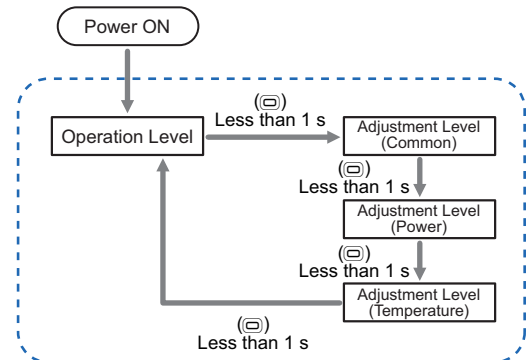 Power ON
Operation Level
Less than 1 s
Adjustment Level
(Common)
Less than 1 s
Adjustment Level
(Power)
Less than 1 s
Adjustment Level
(Temperature)
Less than 1 s